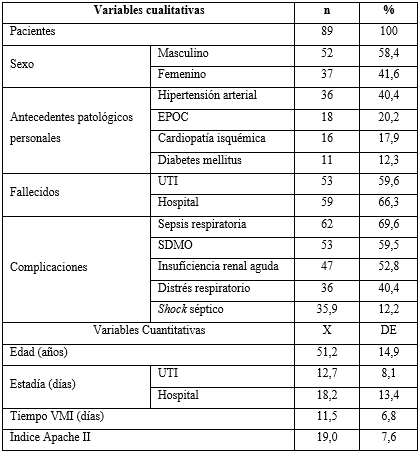 Variables cualitativas n %
Pacientes 89 100
Sexo Masculino 52 58,4
Femenino 37 41,6
Antecedentes patológicos personales Hipertensión arterial 36 40,4
EPOC 18 20,2
Cardiopatía isquémica 16 17,9
Diabetes mellitus 11 12,3
Fallecidos UTI 53 59,6
Hospital 59 66,3
Complicaciones Sepsis respiratoria 62 69,6
SDMO 53 59,5
Insuficiencia renal aguda 47 52,8
Distrés respiratorio 36 40,4
Shock séptico 35,9 12,2
Variables Cuantitativas X DE
Edad (años) 51,2 14,9
Estadía (días) UTI 12,7 8,1
Hospital 18,2 13,4
Tiempo VMI (días) 11,5 6,8
Indice Apache II 19,0 7,6